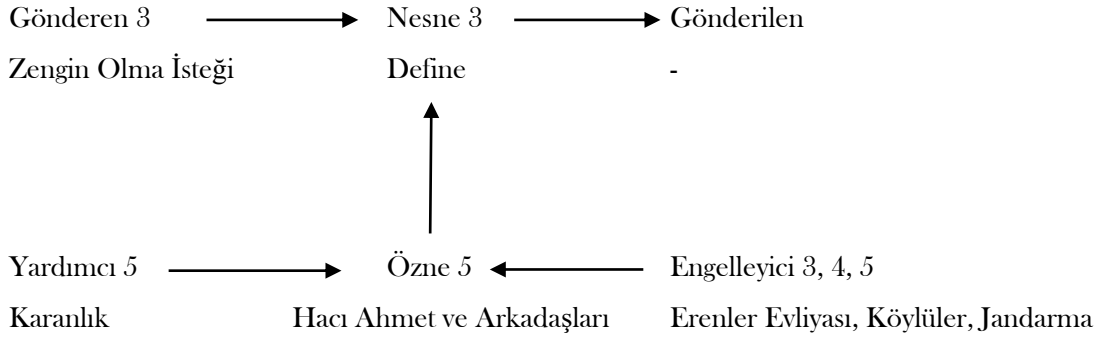 Gönderen 3 Nesne 3 Gönderilen
Zengin Olma İsteği Define -
Yardımcı 5 Özne 5 Engelleyici 3, 4, 5
Karanlık Hacı Ahmet ve Arkadaşları Erenler Evliyası, Köylüler, Jandarma